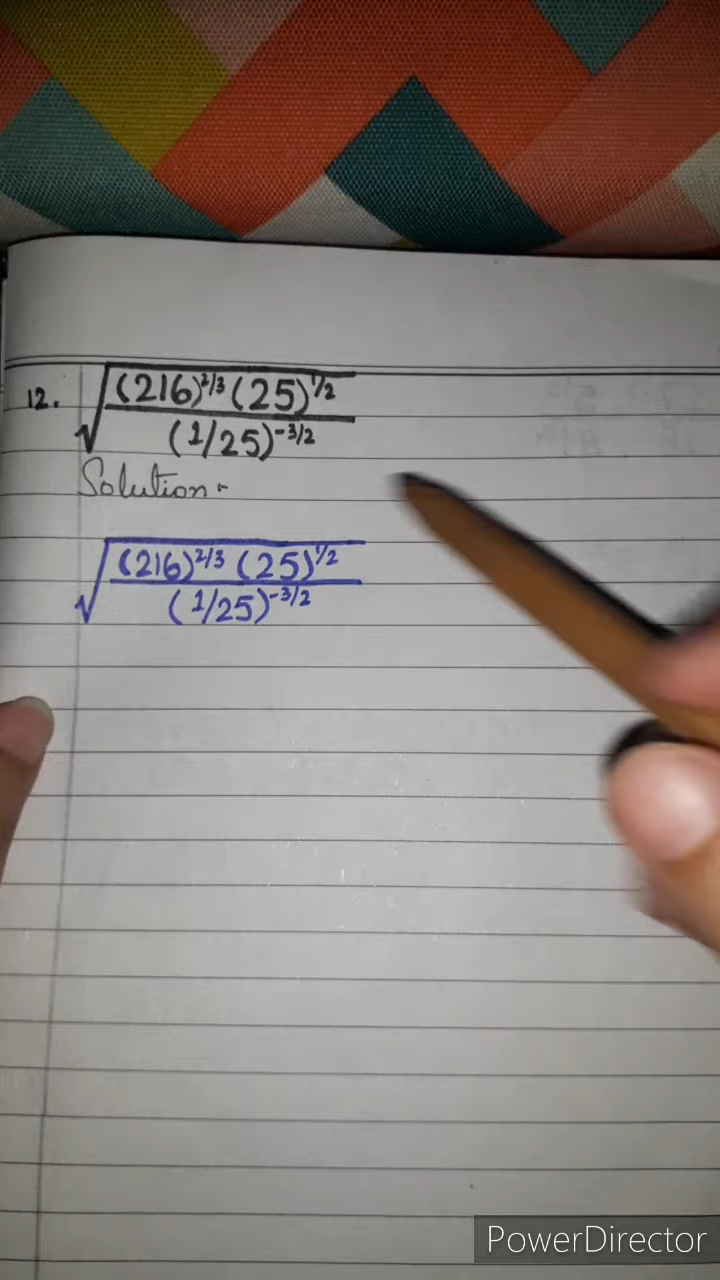 12. √((216)^2/3 (25)^1/2
(1/25)^-3/2
Solution:-
√((216)^2/3 (25)^1/2
(1/25)^-3/2
PowerDirector